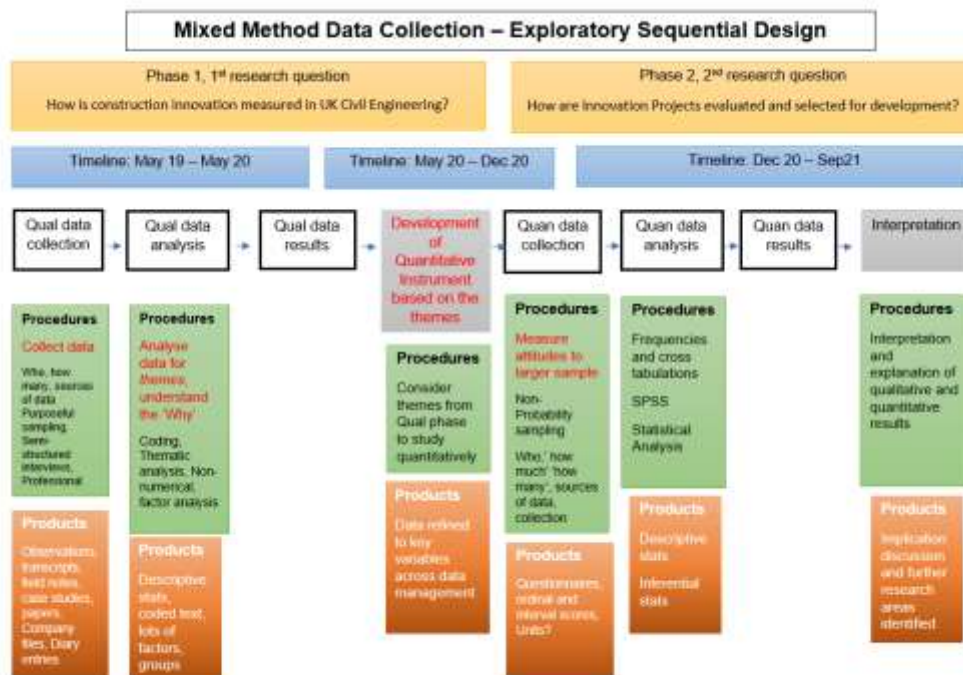 Mixed Method Data Collection – Exploratory Sequential Design
Phase 1, 1st research question
How is construction innovation measured in UK Civil Engineering?
Phase 2, 2nd research question
How are Innovation Projects evaluated and selected for development?
Timeline: May 19 – May 20
Timeline: May 20 – Dec 20
Timeline: Dec 20 – Sep21
Qual data
collection
Qual data
analysis
Qual data
results
Development
of
Quantitative
Instrument
based on the
themes
Quan data
collection
Quan data
analysis
Quan data
results
Interpretation
Procedures
Collect data
Who, how
many, sources
of data
Purposeful
sampling,
Semi-
structured
interviews,
Professional
Procedures
Analyse
data for
themes,
understand
the 'Why'
Coding,
Thematic
analysis, Non-
numerical,
factor analysis
Procedures
Consider
themes from
Qual phase
to study
quantitatively
Procedures
Measure
attitudes to
larger sample
Non-
Probability
sampling
Who,' how
much' 'how
many', sources
of data,
collection
Procedures
Frequencies
and cross
tabulations
SPSS
Statistical
Analysis
Procedures
Interpretation
and
explanation of
qualitative and
quantitative
results
Products
Observations,
transcripts,
field notes,
case studies,
papers,
Company
files, Diary
entries
Products
Descriptive
stats,
coded text,
lots of
factors,
groups
Products
Data refined
to key
variables
across data
management
Products
Questionnaires,
ordinal and
interval scores,
Units?
Products
Descriptive
stats
Inferential
stats
Products
Implication
discussion
and further
research
areas
identified